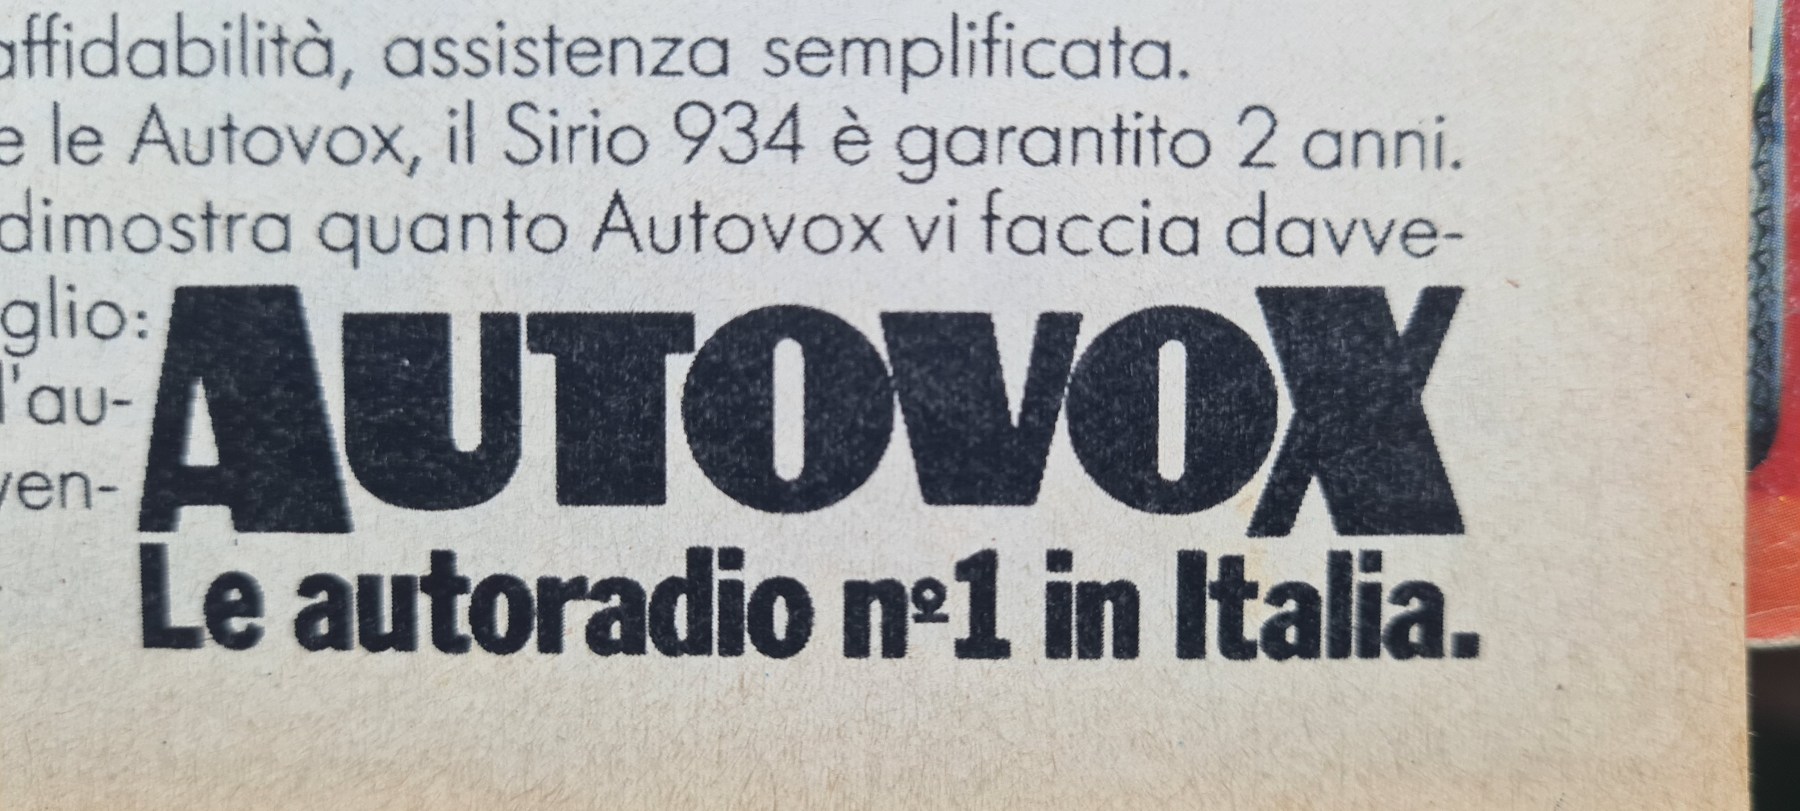 affidabilità, assistenza semplificata.
e le Autovox, il Sirio 934 è garantito 2 anni.
dimostra quanto Autovox vi faccia davve-
glio:
l'au-
ven-
AUTOVOX
Le autoradio nº1 in Italia.